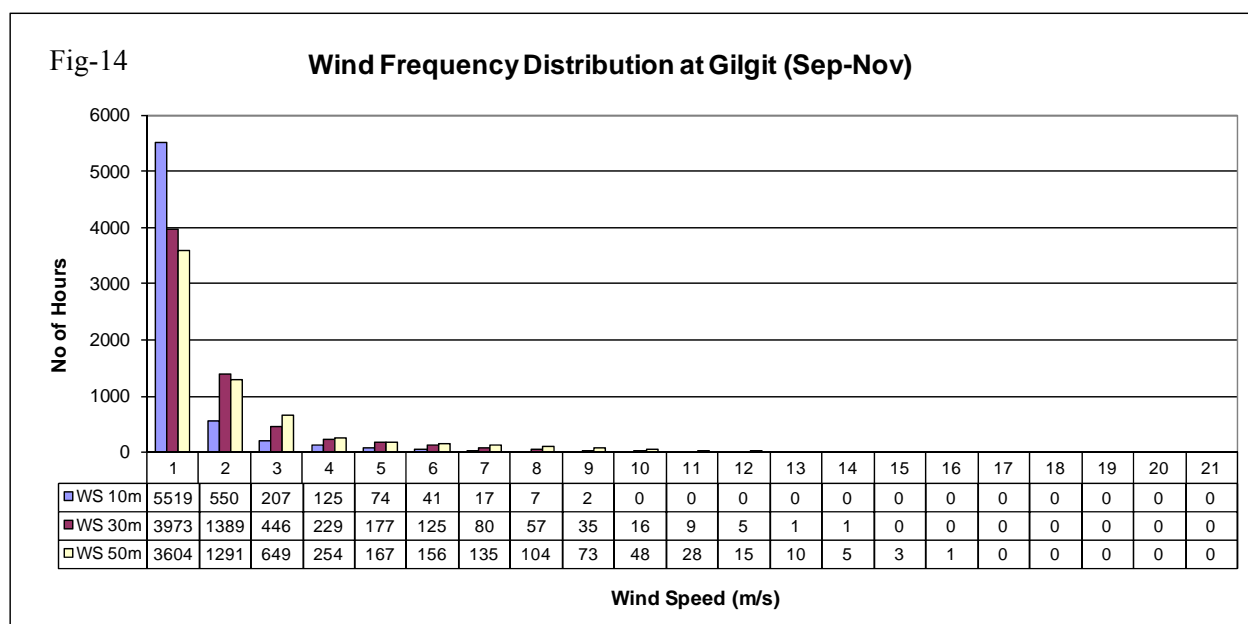 Fig-14
Wind Frequency Distribution at Gilgit (Sep-Nov)
6000
5000
4000
3000
2000
1000
0
No of Hours
1 2 3 4 5 6 7 8 9 10 11 12 13 14 15 16 17 18 19 20 21
WS 10m 5519 550 207 125 74 41 17 7 2 0 0 0 0 0 0 0 0 0 0 0 0
WS 30m 3973 1389 446 229 177 125 80 57 35 16 9 5 1 1 0 0 0 0 0 0 0
WS 50m 3604 1291 649 254 167 156 135 104 73 48 28 15 10 5 3 1 0 0 0 0 0
Wind Speed (m/s)